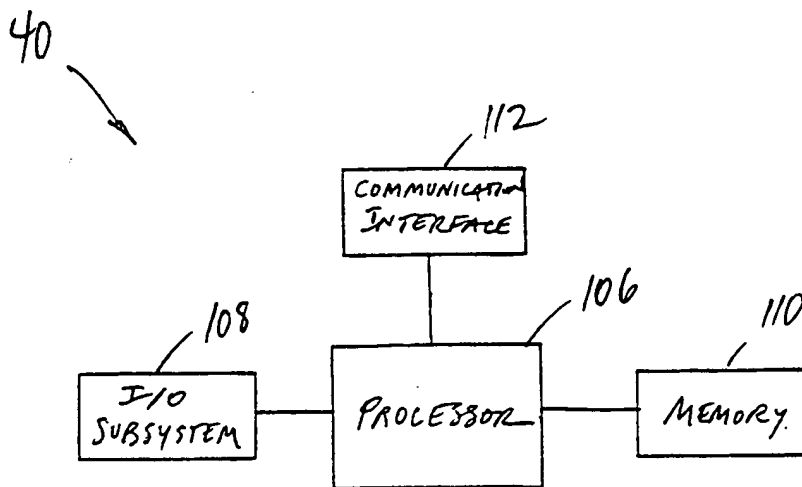 40
112
COMMUNICATION
INTERFACE
108
106
110
I/O
SUBSYSTEM
PROCESSOR
MEMORY.